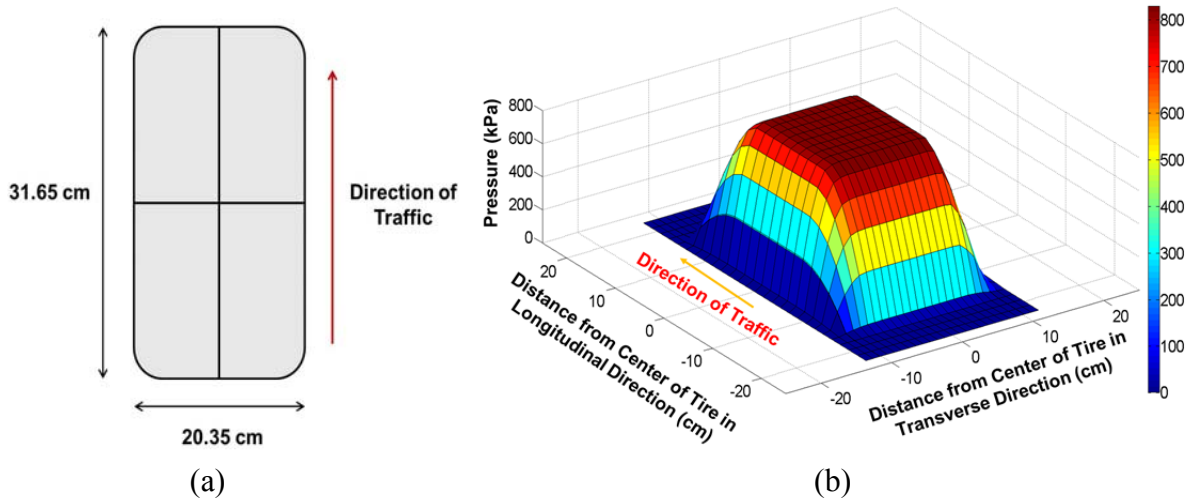 31.65 cm
Direction of
Traffic
20.35 cm
(a)
Pressure (kPa)
800
600
400
200
0
20
10
0
-10
-20
Distance from Center of Tire in
Longitudinal Direction (cm)
Direction of Traffic
-20
-10
0
10
20
Distance from Center of Tire in
Transverse Direction (cm)
800
700
600
500
400
300
200
100
0
(b)